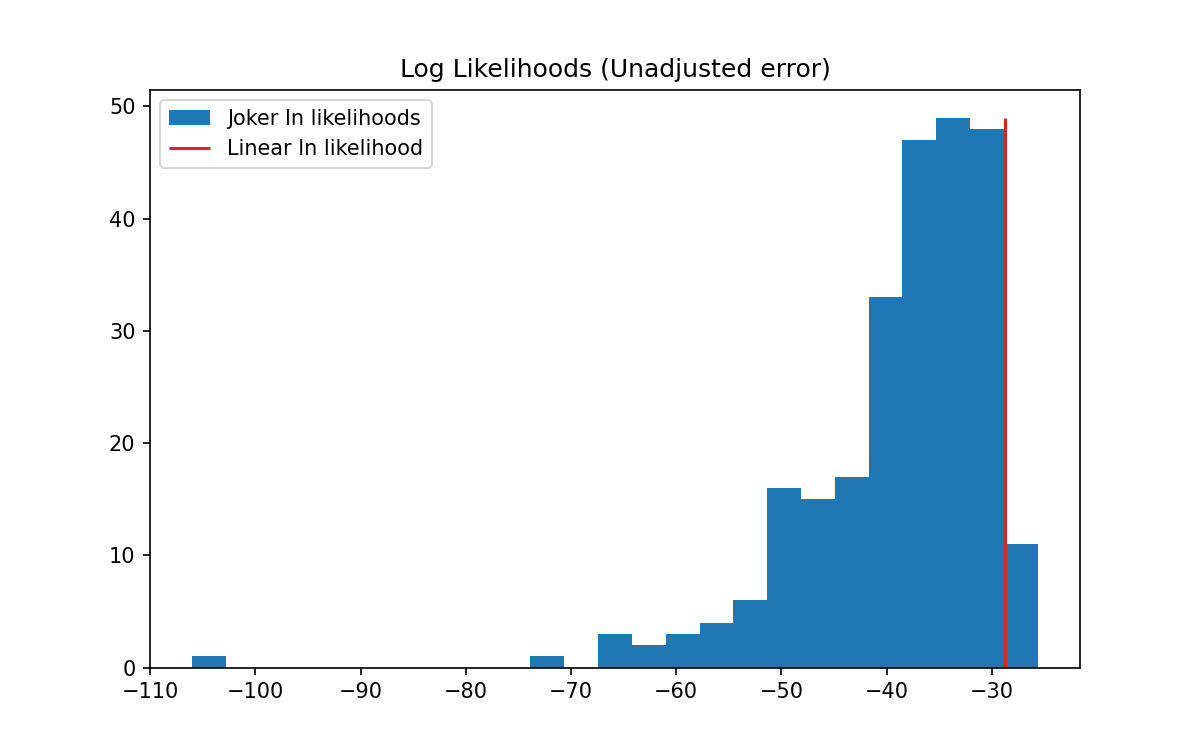 Log Likelihoods (Unadjusted error)
Joker ln likelihoods
Linear ln likelihood
50
40
30
20
10
0
−110 −100 −90 −80 −70 −60 −50 −40 −30